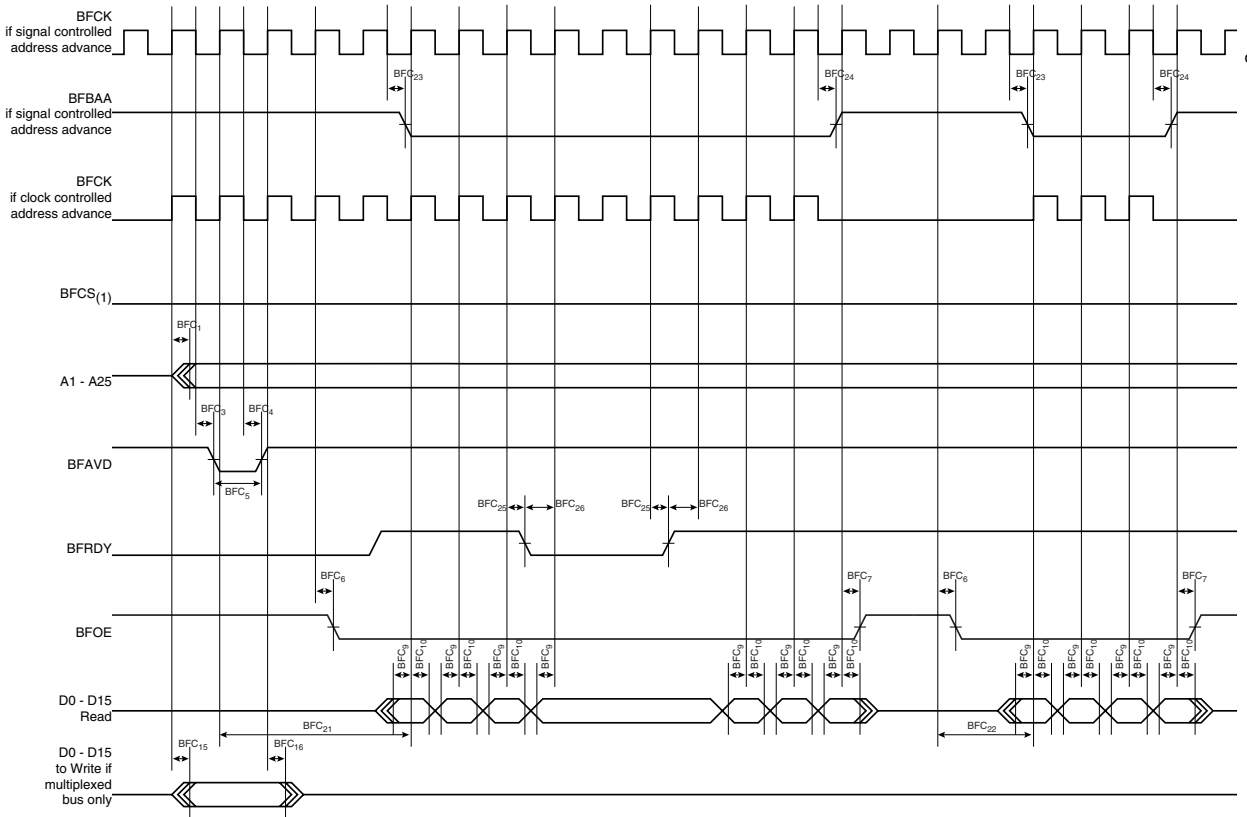 BFCK
if signal controlled
address advance
BFC23
BFC24
BFC23
BFC24
BFBAA
if signal controlled
address advance
BFCK
if clock controlled
address advance
BFCS(1)
BFC1
A1 - A25
BFC3
BFC4
BFAVD
BFC5
BFC25
BFC26
BFC25
BFC26
BFRDY
BFC6
BFC7
BFC6
BFC7
BFOE
BFC9
BFC10
BFC9
BFC10
BFC9
BFC10
BFC9
BFC9
BFC10
BFC9
BFC10
BFC9
BFC10
BFC9
BFC10
BFC9
BFC10
BFC9
BFC10
BFC9
BFC10
D0 - D15
Read
BFC21
BFC22
D0 - D15
to Write if
multiplexed
bus only
BFC15
BFC16